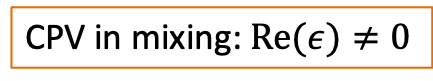 CPV in mixing: Re(ϵ) ≠ 0